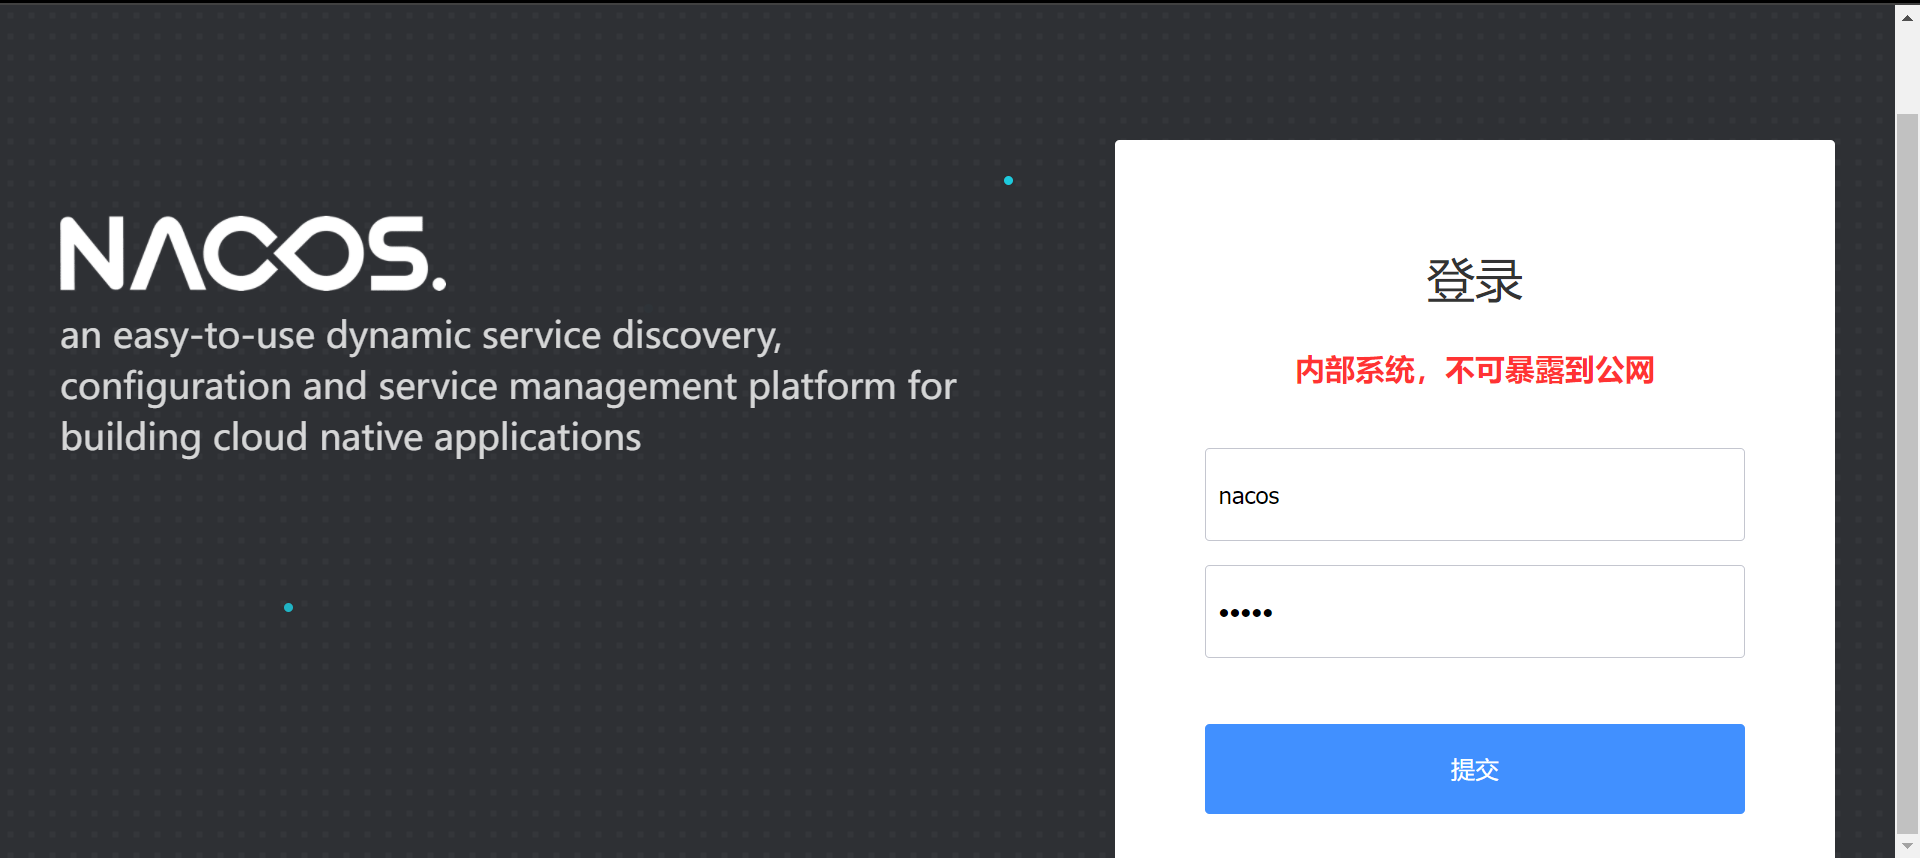 NACOS.
an easy-to-use dynamic service discovery,
configuration and service management platform for
building cloud native applications
登录
内部系统，不可暴露到公网
nacos
•••••
提交